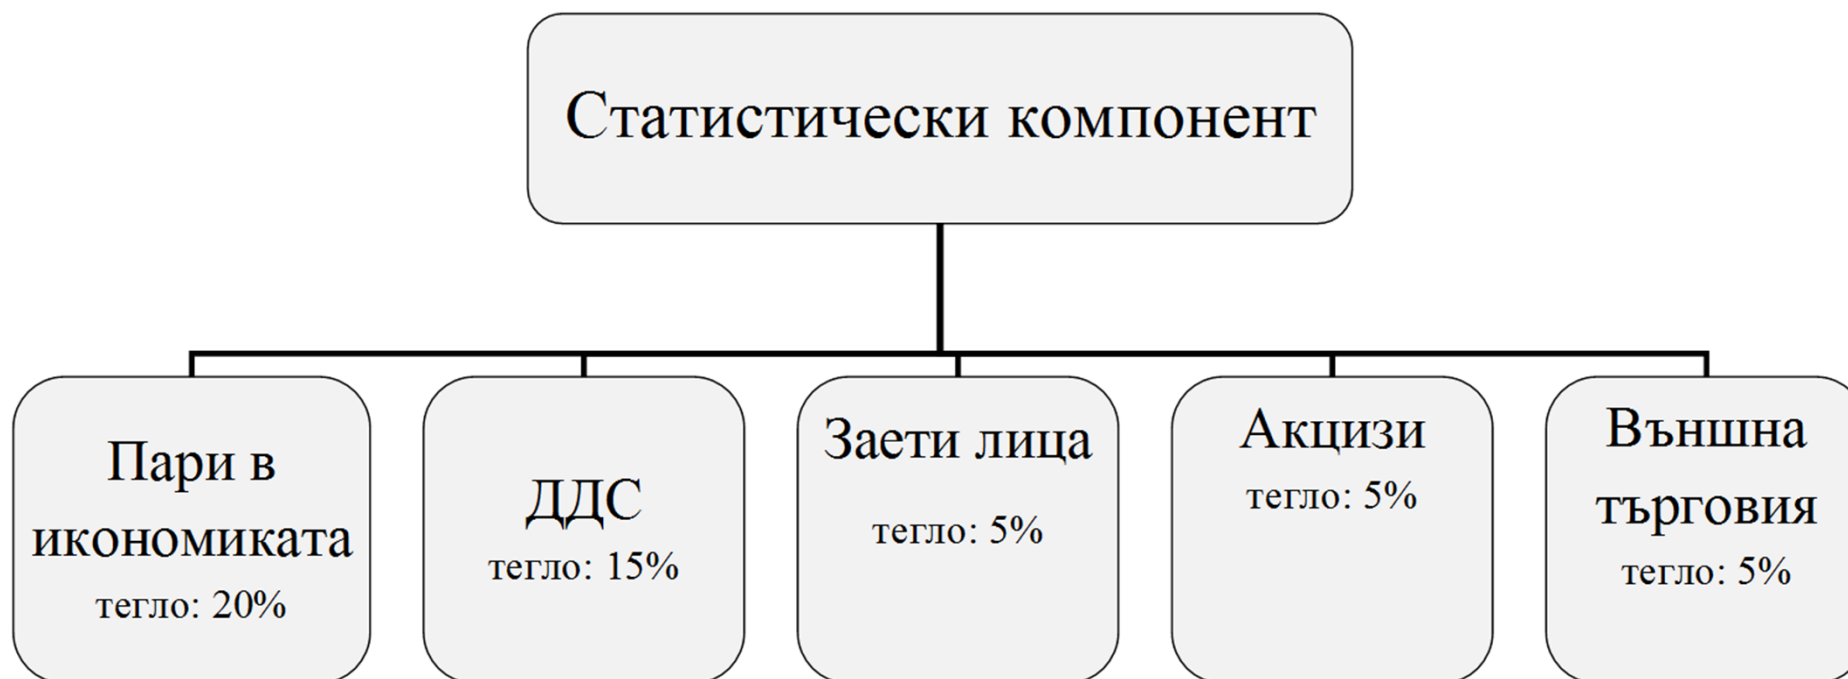 Статистически компонент
Пари в
икономиката
тегло: 20%
ДДС
тегло: 15%
Заети лица
тегло: 5%
Акцизи
тегло: 5%
Външна
търговия
тегло: 5%